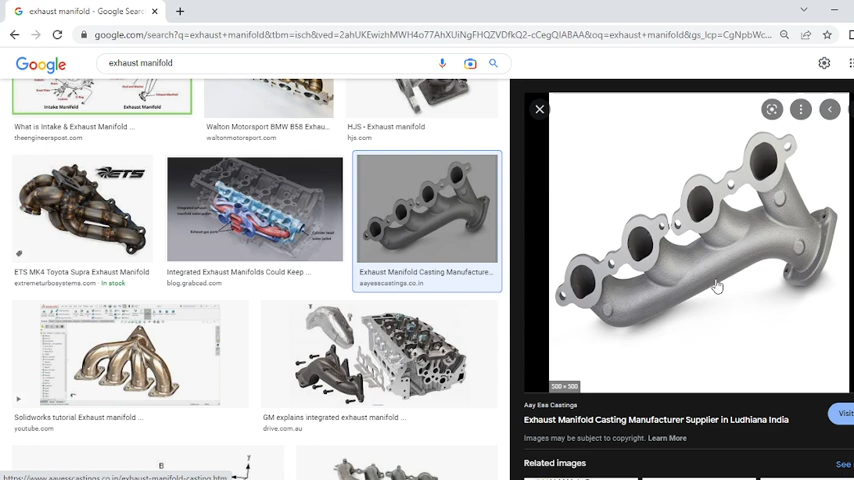 exhaust manifold - Google Searc
google.com/search?q=exhaust+manifold&tbm=isch&ved=2ahUKEwizhMWH4o77AhXUiNgFHQZVDfkQ2-cCegQIABAA&oq=exhaust+manifold&gs_lcp=CgNpbWc...
Google
exhaust manifold
Intake Manifold
Exhaust Manifold
What is Intake & Exhaust Manifold ...
theengineerspost.com
Walton Motorsport BMW B58 Exhau...
waltonmotorsport.com
HJS - Exhaust manifold
hjs.com
ETS
ETS MK4 Toyota Supra Exhaust Manifold
extremeturbosystems.com · In stock
Integrated Exhaust Manifolds Could Keep ...
blog.grabcad.com
Exhaust Manifold Casting Manufacture...
aayesscastings.co.in
Solidworks tutorial Exhaust manifold ...
youtube.com
GM explains integrated exhaust manifold ...
drive.com.au
B
y
https://www.aayesscastings.co.in/exhaust-manifold-casting.htm
500 × 500
Aay Ess Castings
Exhaust Manifold Casting Manufacturer Supplier in Ludhiana India
Visit
Images may be subject to copyright. Learn More
Related images
See